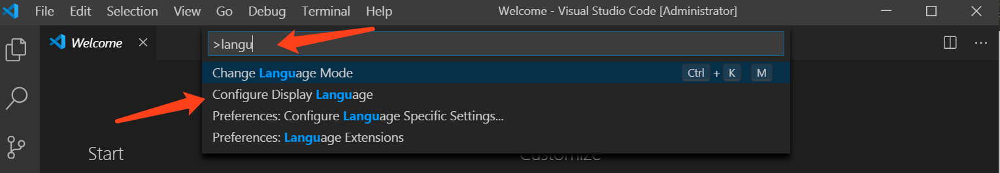 File Edit Selection View Go Debug Terminal Help Welcome - Visual Studio Code [Administrator]
Welcome
>langu
Change Language Mode Ctrl + K M
Configure Display Language
Preferences: Configure Language Specific Settings...
Preferences: Language Extensions
Start Customize